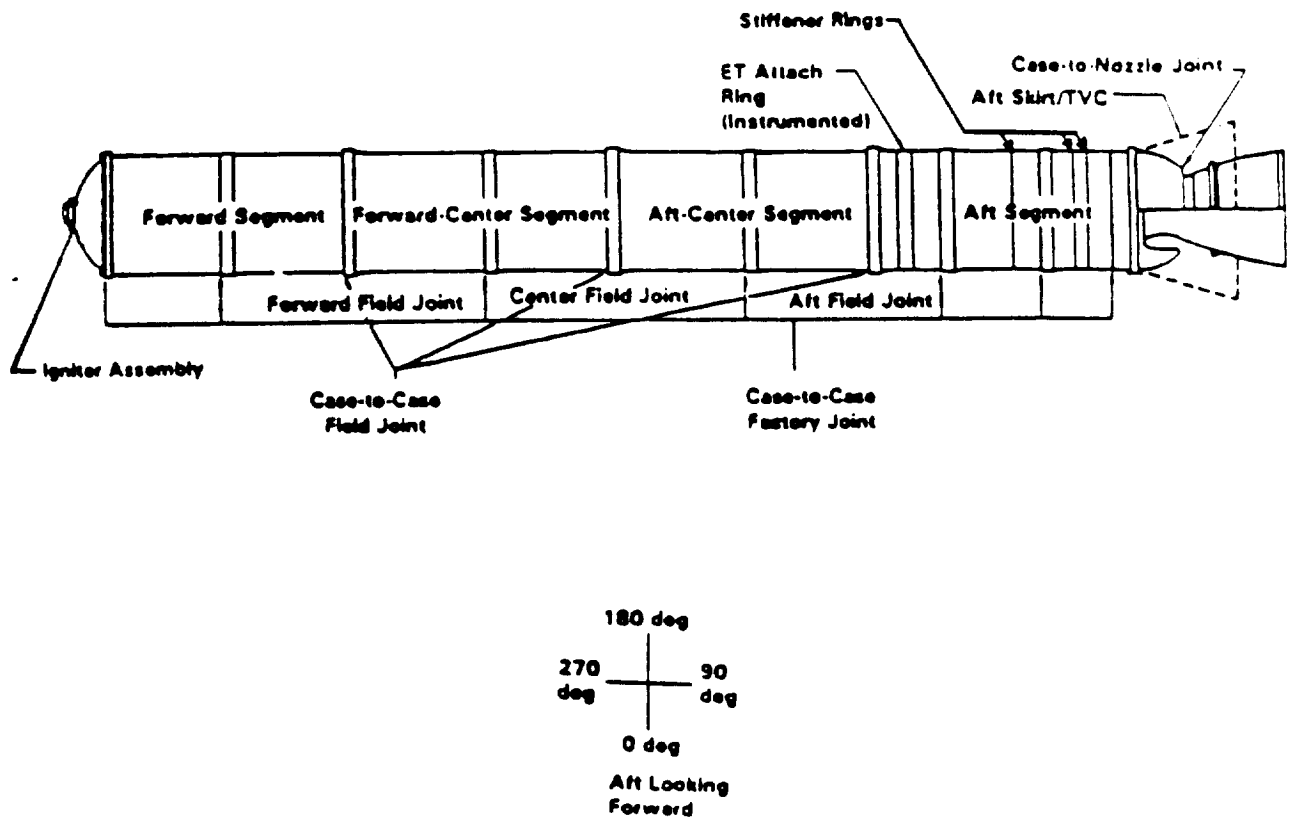 Stiffener Rings
ET Attach
Ring
(Instrumented)
Case-to-Nozzle Joint
Aft Skirt/TVC
Forward Segment
Forward-Center Segment
Aft-Center Segment
Aft Segment
Forward Field Joint
Center Field Joint
Aft Field Joint
Igniter Assembly
Case-to-Case
Field Joint
Case-to-Case
Factory Joint
180 deg
270
deg
90
deg
0 deg
Aft Looking
Forward